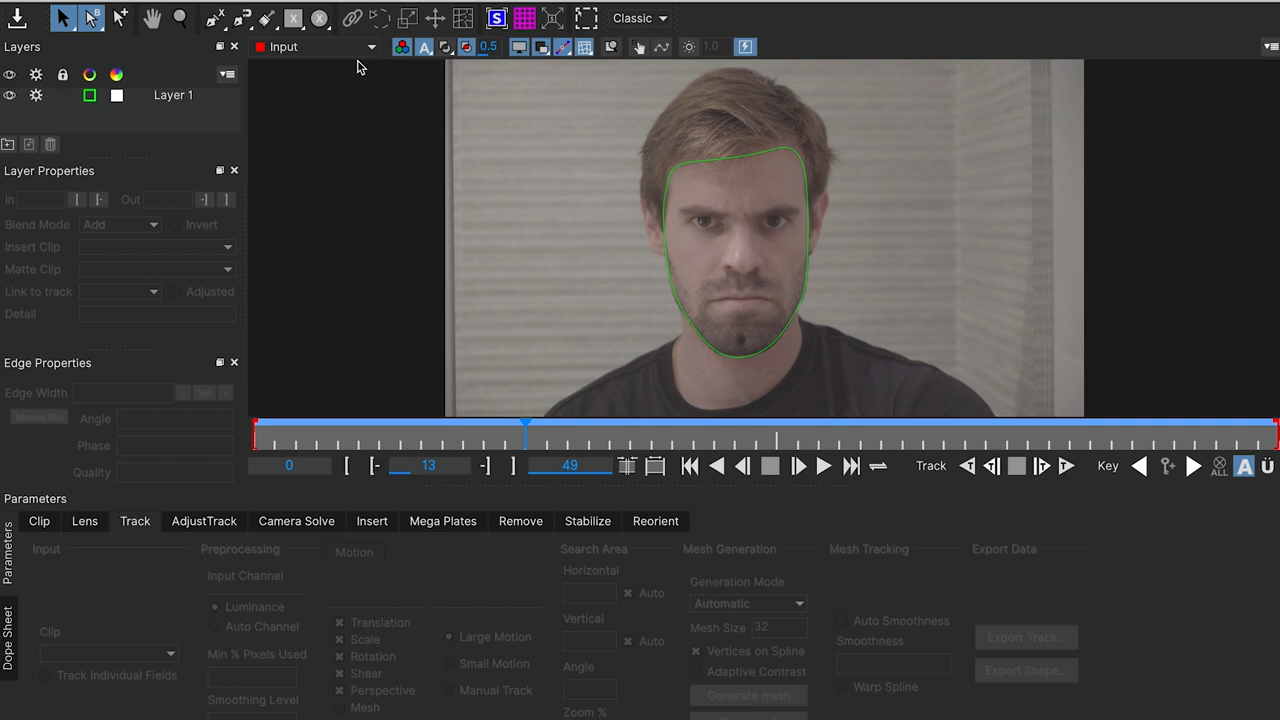 S
Classic
Layers
Input
A
0.5
1.0
Layer 1
Layer Properties
In
Out
Blend Mode
Add
Invert
Insert Clip
Matte Clip
Link to track
Adjusted
Detail
Edge Properties
Edge Width
Set
Motion Blur
Angle
Phase
Quality
0
13
49
Track
Key
ALL
A
Ü
Parameters
Parameters
Dope Sheet
Clip
Lens
Track
AdjustTrack
Camera Solve
Insert
Mega Plates
Remove
Stabilize
Reorient
Input
Clip
Track Individual Fields
Preprocessing
Input Channel
Luminance
Auto Channel
Min % Pixels Used
Smoothing Level
Motion
Translation
Scale
Rotation
Shear
Perspective
Mesh
Large Motion
Small Motion
Manual Track
Search Area
Horizontal
Auto
Vertical
Auto
Angle
Zoom %
Mesh Generation
Generation Mode
Automatic
Mesh Size 32
Vertices on Spline
Adaptive Contrast
Generate mesh
Mesh Tracking
Auto Smoothness
Smoothness
Warp Spline
Export Data
Export Track...
Export Shape...